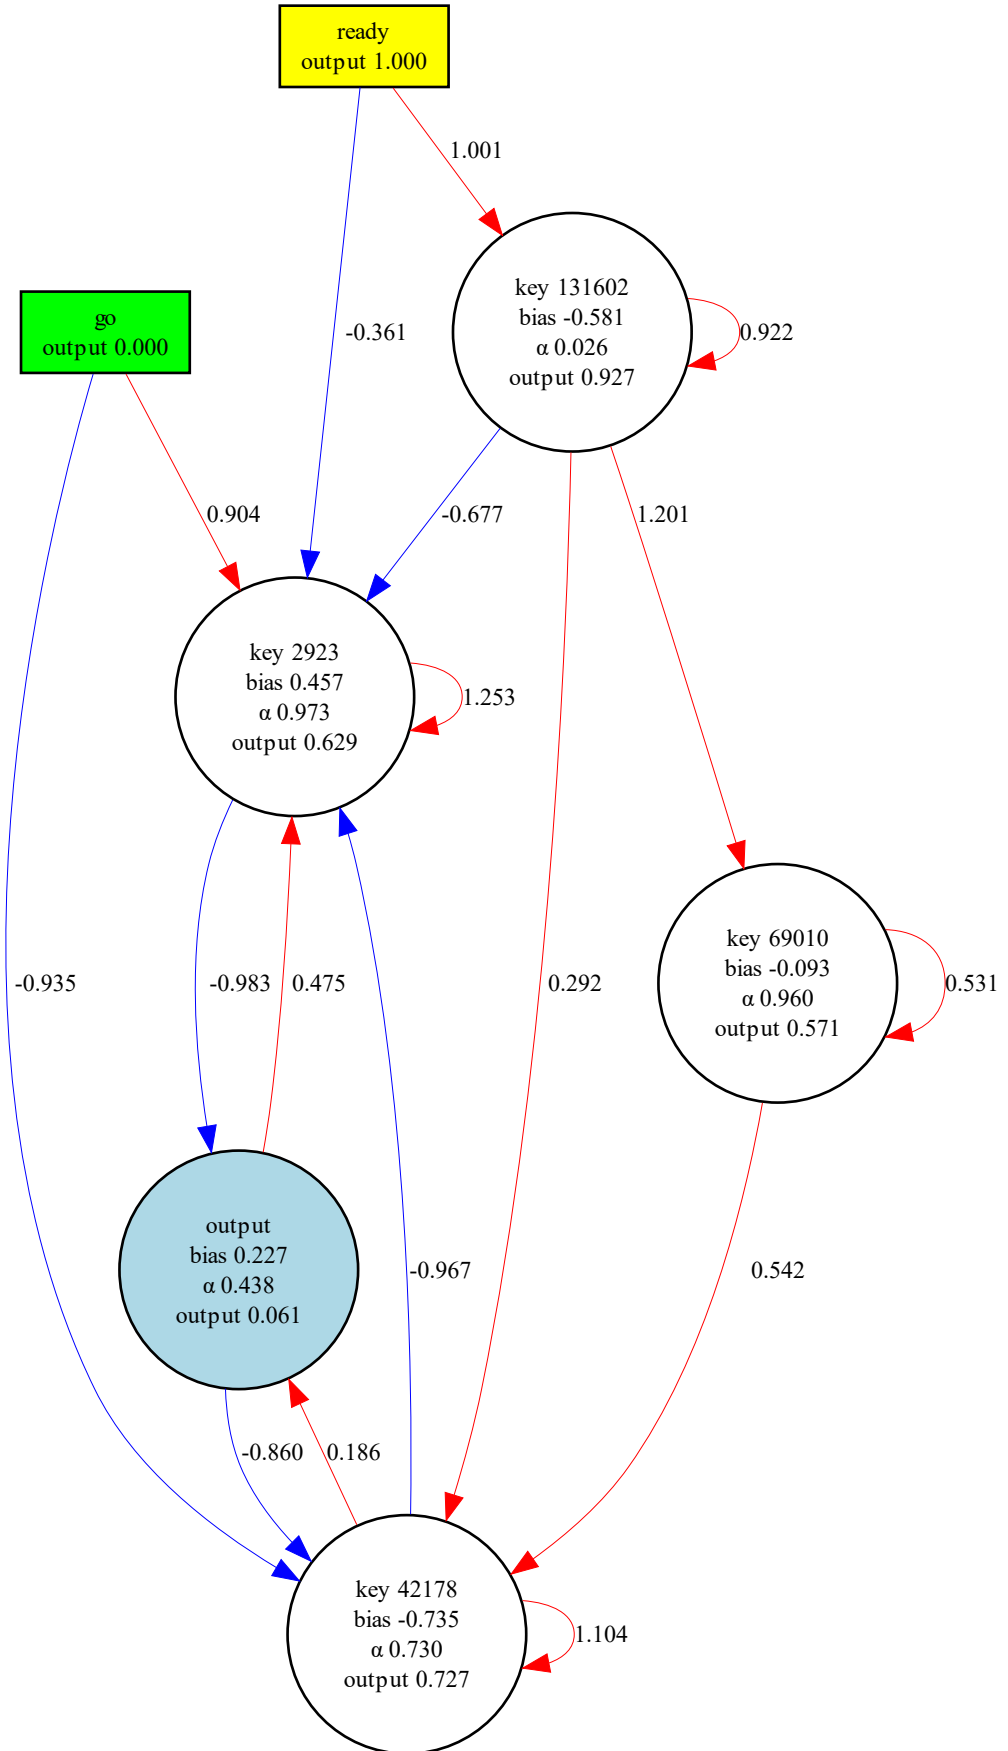 ready
output 1.000
1.001
key 131602
bias -0.581
α 0.026
output 0.927
0.922
go
output 0.000
-0.361
0.904
-0.677
1.201
key 2923
bias 0.457
α 0.973
output 0.629
1.253
key 69010
bias -0.093
α 0.960
output 0.571
0.531
-0.935
-0.983
0.475
0.292
output
bias 0.227
α 0.438
output 0.061
-0.967
0.542
-0.860
0.186
key 42178
bias -0.735
α 0.730
output 0.727
1.104